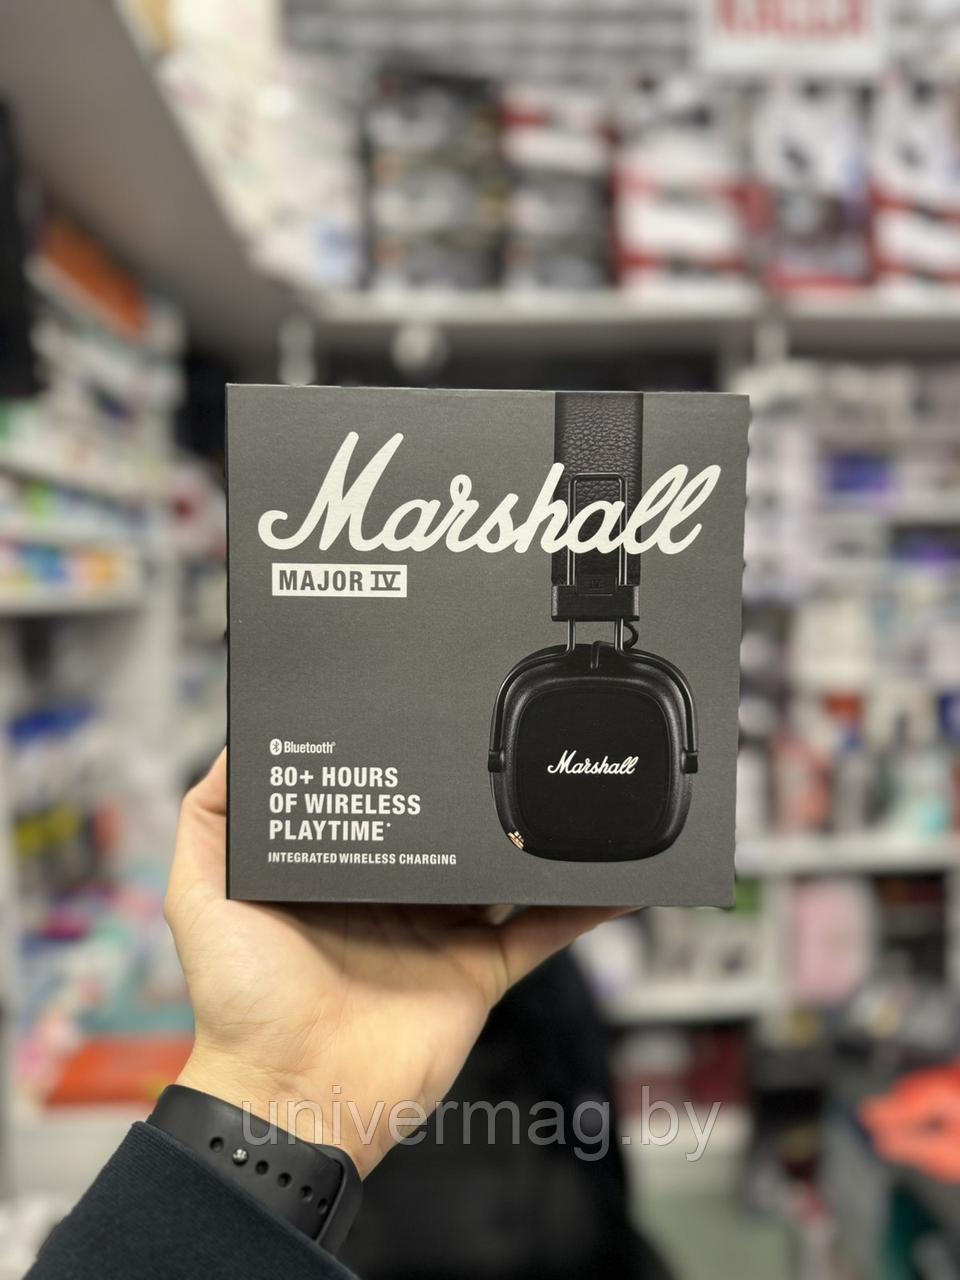 Marshall
MAJOR IV
Bluetooth®
80+ HOURS
OF WIRELESS
PLAYTIME*
INTEGRATED WIRELESS CHARGING
Marshall
univermag.by